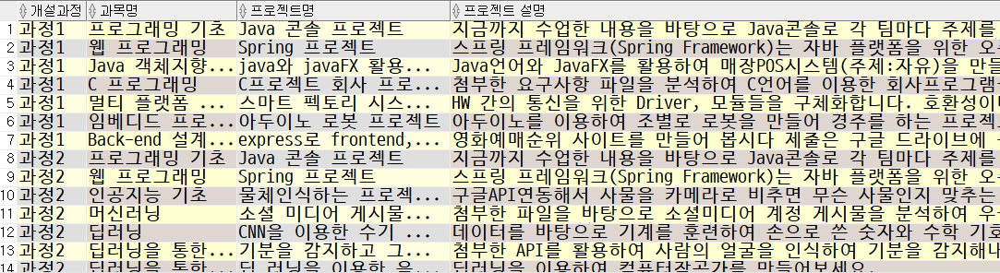 개설과정 과목명 프로젝트명 프로젝트 설명
1 과정1 프로그래밍 기초 Java 콘솔 프로젝트 지금까지 수업한 내용을 바탕으로 Java콘솔로 각 팀마다 주제를
2 과정1 웹 프로그래밍 Spring 프로젝트 스프링 프레임워크(Spring Framework)는 자바 플랫폼을 위한 오
3 과정1 Java 객체지향... java와 javaFX 활용... Java언어와 JavaFX를 활용하여 매장POS시스템(주제:자유)을 만들
4 과정1 C 프로그래밍 C프로젝트 회사 프로... 첨부한 요구사항 파일을 분석하여 C언어를 이용한 회사프로그램
5 과정1 멀티 플랫폼 ... 스마트 펙토리 시스... HW 간의 통신을 위한 Driver, 모듈들을 구체화합니다. 호환성이
6 과정1 임베디드 프로... 아두이노 로봇 프로젝트 아두이노를 이용하여 조별로 로봇을 만들어 경주를 하는 프로젝
7 과정1 Back-end 설계... express로 frontend,... 영화예매순위 사이트를 만들어 봅시다 제출은 구글 드라이브에
8 과정2 프로그래밍 기초 Java 콘솔 프로젝트 지금까지 수업한 내용을 바탕으로 Java콘솔로 각 팀마다 주제를
9 과정2 웹 프로그래밍 Spring 프로젝트 스프링 프레임워크(Spring Framework)는 자바 플랫폼을 위한 오
10 과정2 인공지능 기초 물체인식하는 프로젝... 구글API연동해서 사물을 카메라로 비추면 무슨 사물인지 맞추는
11 과정2 머신러닝 소셜 미디어 게시물... 첨부한 파일을 바탕으로 소셜미디어 계정 게시물을 분석하여 우
12 과정2 딥러닝 CNN을 이용한 수기 ... 데이터를 바탕으로 기계를 훈련하여 손으로 쓴 숫자와 수학 기호
13 과정2 딥러닝을 통한... 기분을 감지하고 그... 첨부한 API를 활용하여 사람의 얼굴을 인식하여 기분을 감지해내
14 과정2 딥러닝을 통한... 딥 러닝을 이용한 음... 딥러닝을 이용하여 컴퓨터작곡가를 만들어보세요.